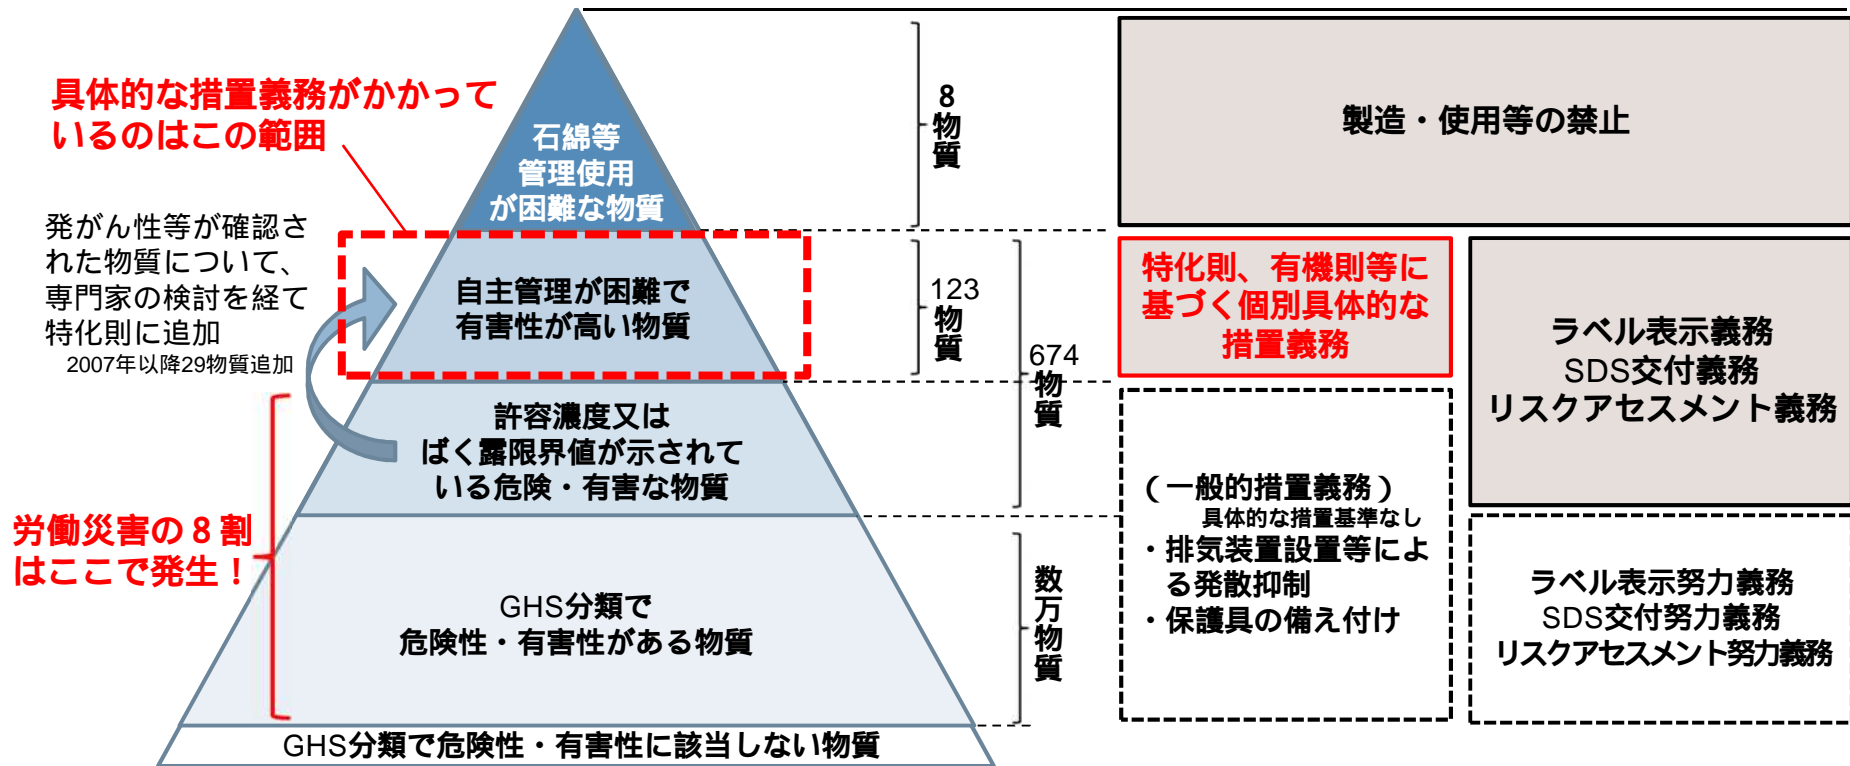 具体的な措置義務がかかって
いるのはこの範囲
発がん性等が確認さ
れた物質について、
専門家の検討を経て
特化則に追加
2007年以降29物質追加
労働災害の８割
はここで発生！
石綿等
管理使用
が困難な物質
自主管理が困難で
有害性が高い物質
許容濃度又は
ばく露限界値が示されて
いる危険・有害な物質
GHS分類で
危険性・有害性がある物質
GHS分類で危険性・有害性に該当しない物質
8物質
123物質
674物質
数万物質
製造・使用等の禁止
特化則、有機則等に
基づく個別具体的な
措置義務
（一般的措置義務）
具体的な措置基準なし
・排気装置設置等によ
る発散抑制
・保護具の備え付け
ラベル表示義務
SDS交付義務
リスクアセスメント義務
ラベル表示努力義務
SDS交付努力義務
リスクアセスメント努力義務